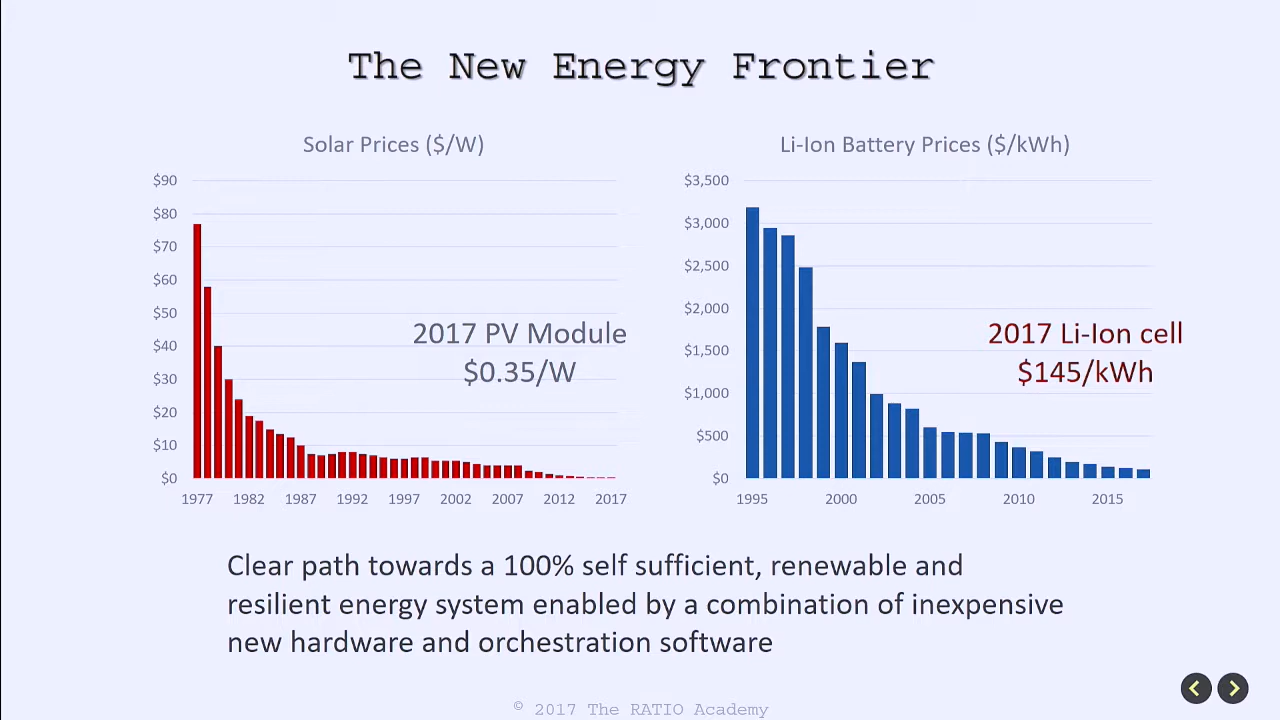 The New Energy Frontier
Solar Prices ($/W)
$90
$80
$70
$60
$50
$40
$30
$20
$10
$0
1977 1982 1987 1992 1997 2002 2007 2012 2017
2017 PV Module
$0.35/W
Li-Ion Battery Prices ($/kWh)
$3,500
$3,000
$2,500
$2,000
$1,500
$1,000
$500
$0
1995 2000 2005 2010 2015
2017 Li-Ion cell
$145/kWh
Clear path towards a 100% self sufficient, renewable and
resilient energy system enabled by a combination of inexpensive
new hardware and orchestration software
© 2017 The RATIO Academy